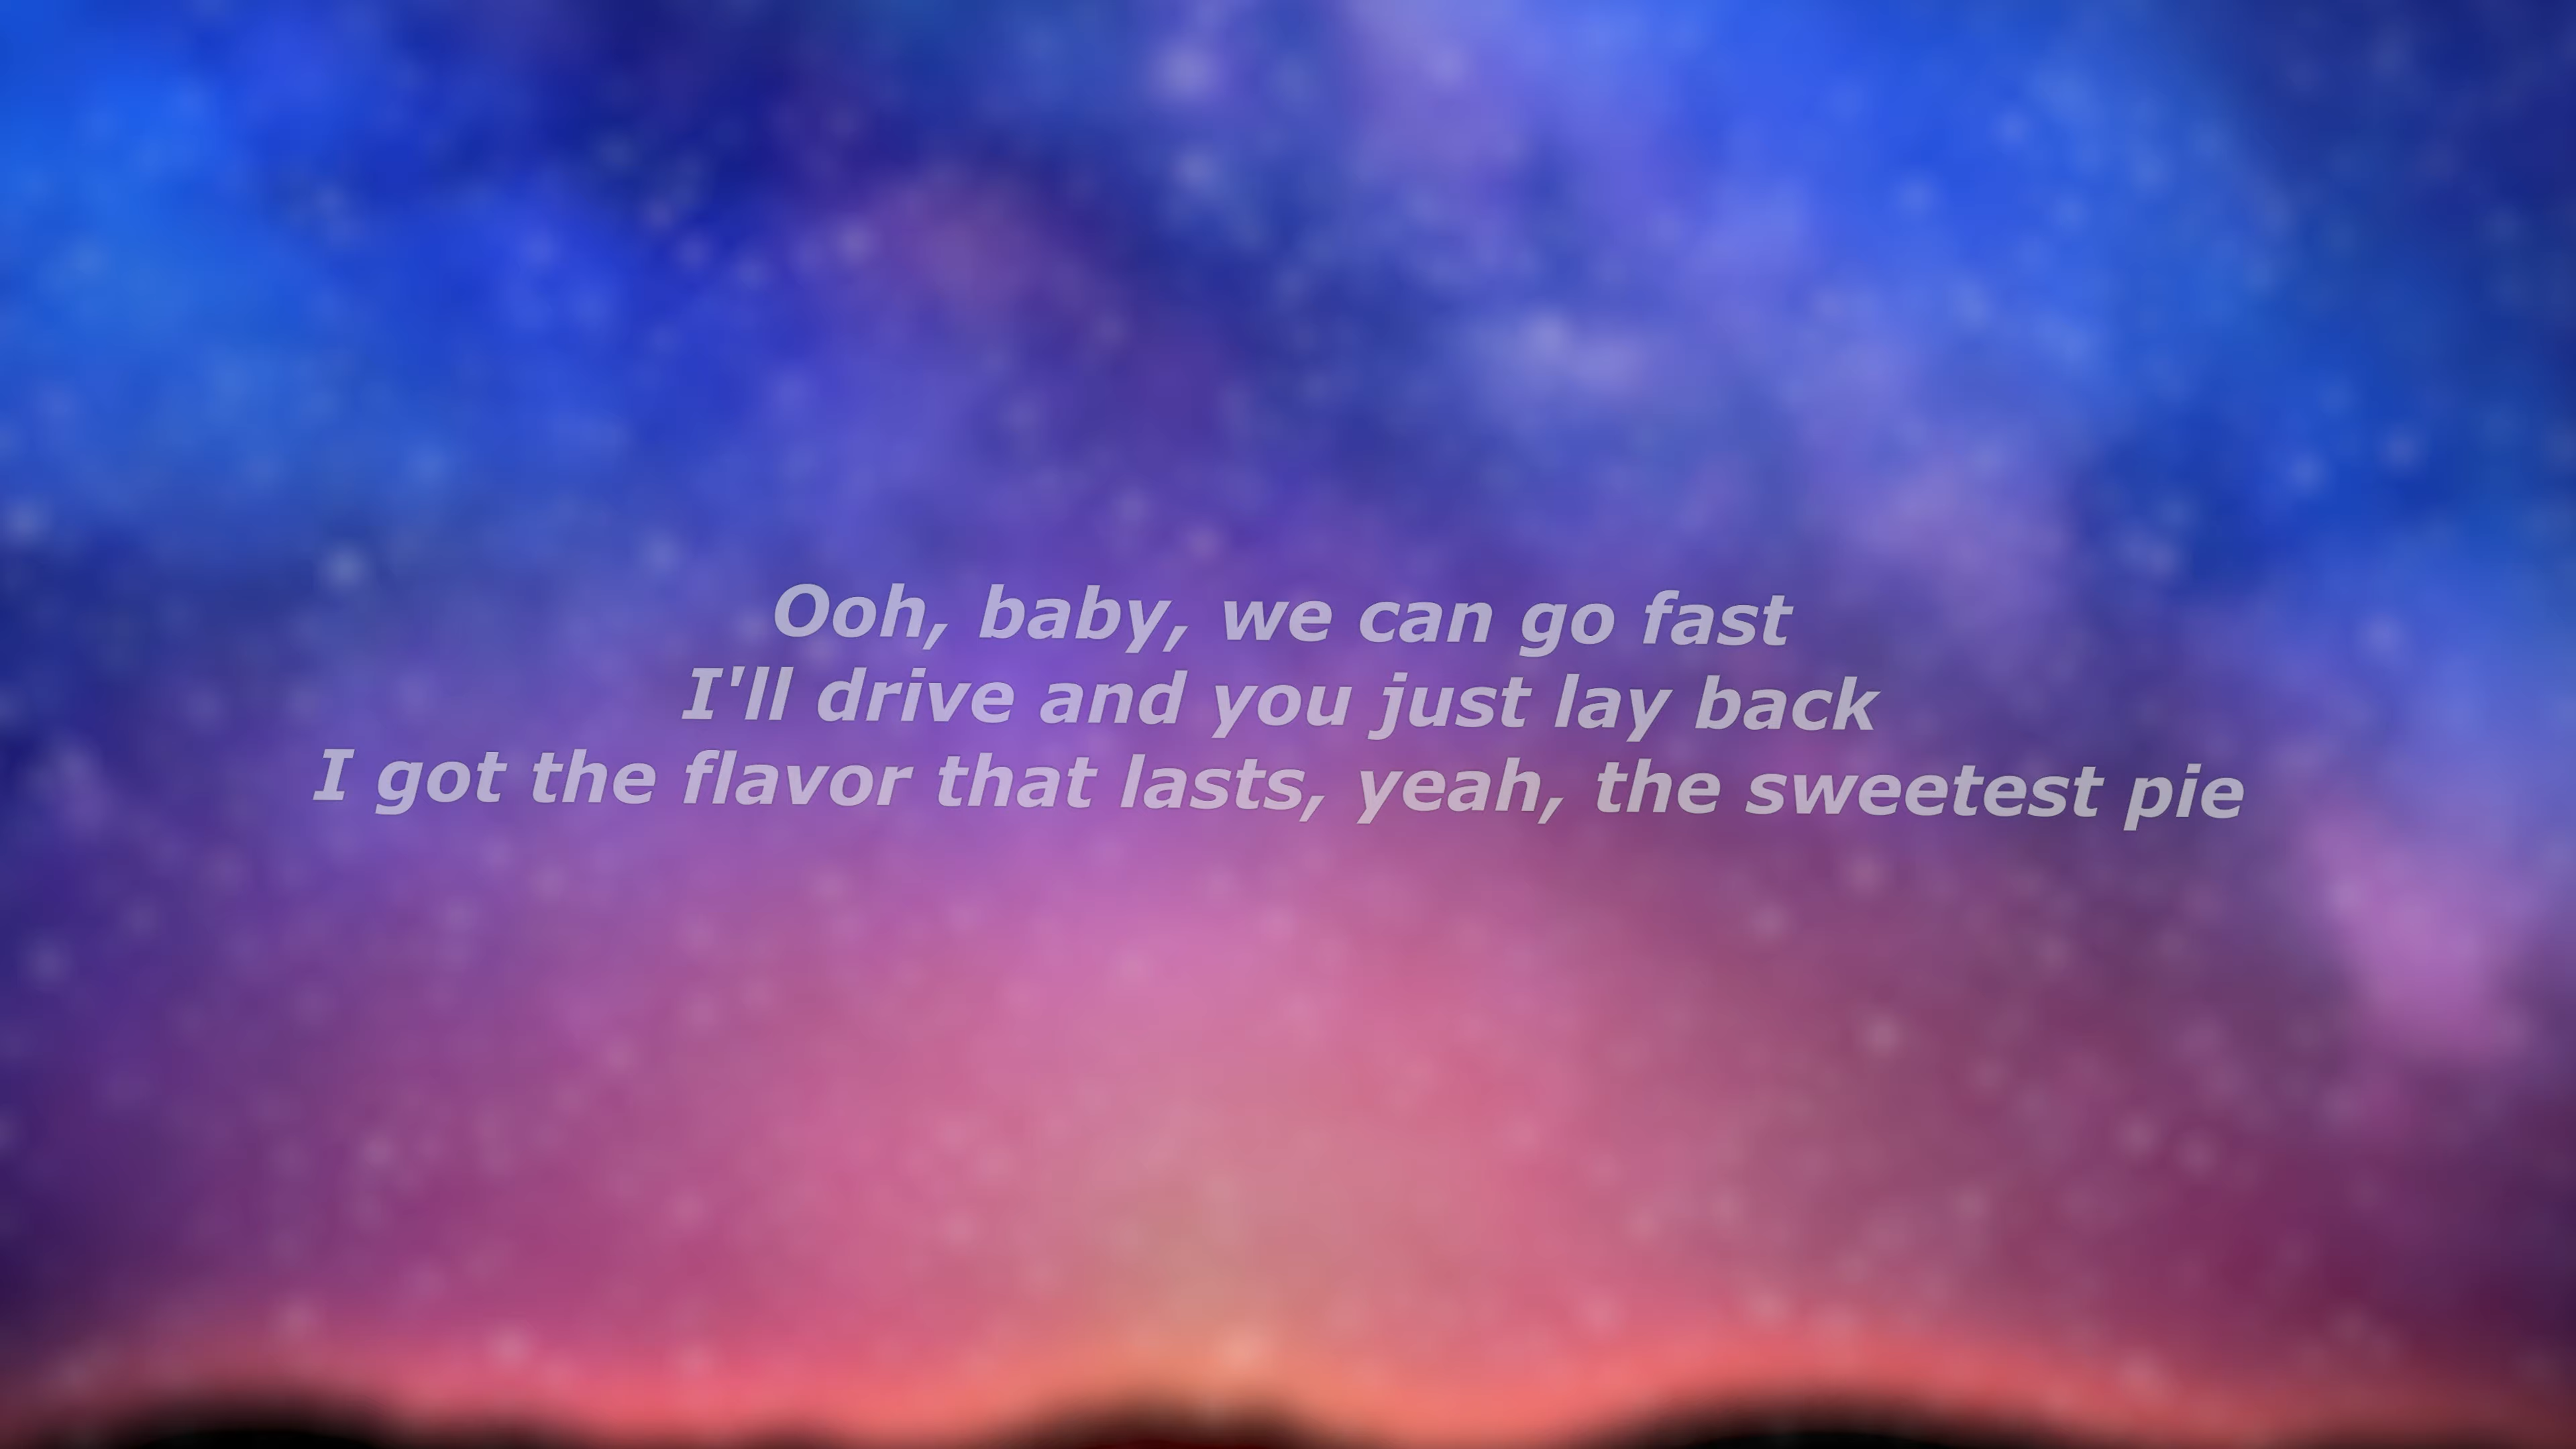 Ooh, baby, we can go fast
I'll drive and you just lay back
I got the flavor that lasts, yeah, the sweetest pie